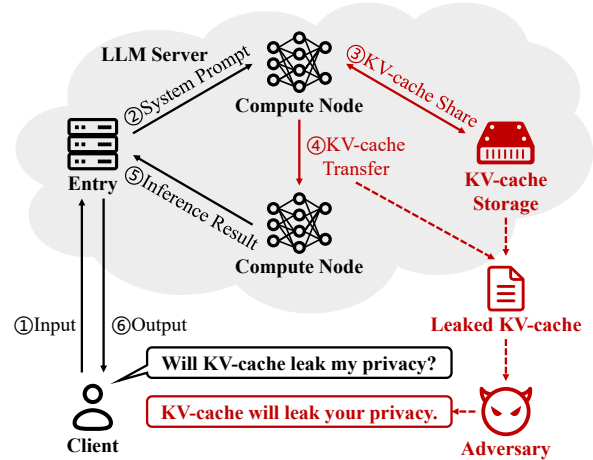 LLM Server
②System Prompt
Compute Node
③KV-cache Share
Entry
④KV-cache
Transfer
KV-cache
Storage
⑤Inference Result
Compute Node
Leaked KV-cache
①Input
⑥Output
Will KV-cache leak my privacy?
KV-cache will leak your privacy.
Client
Adversary